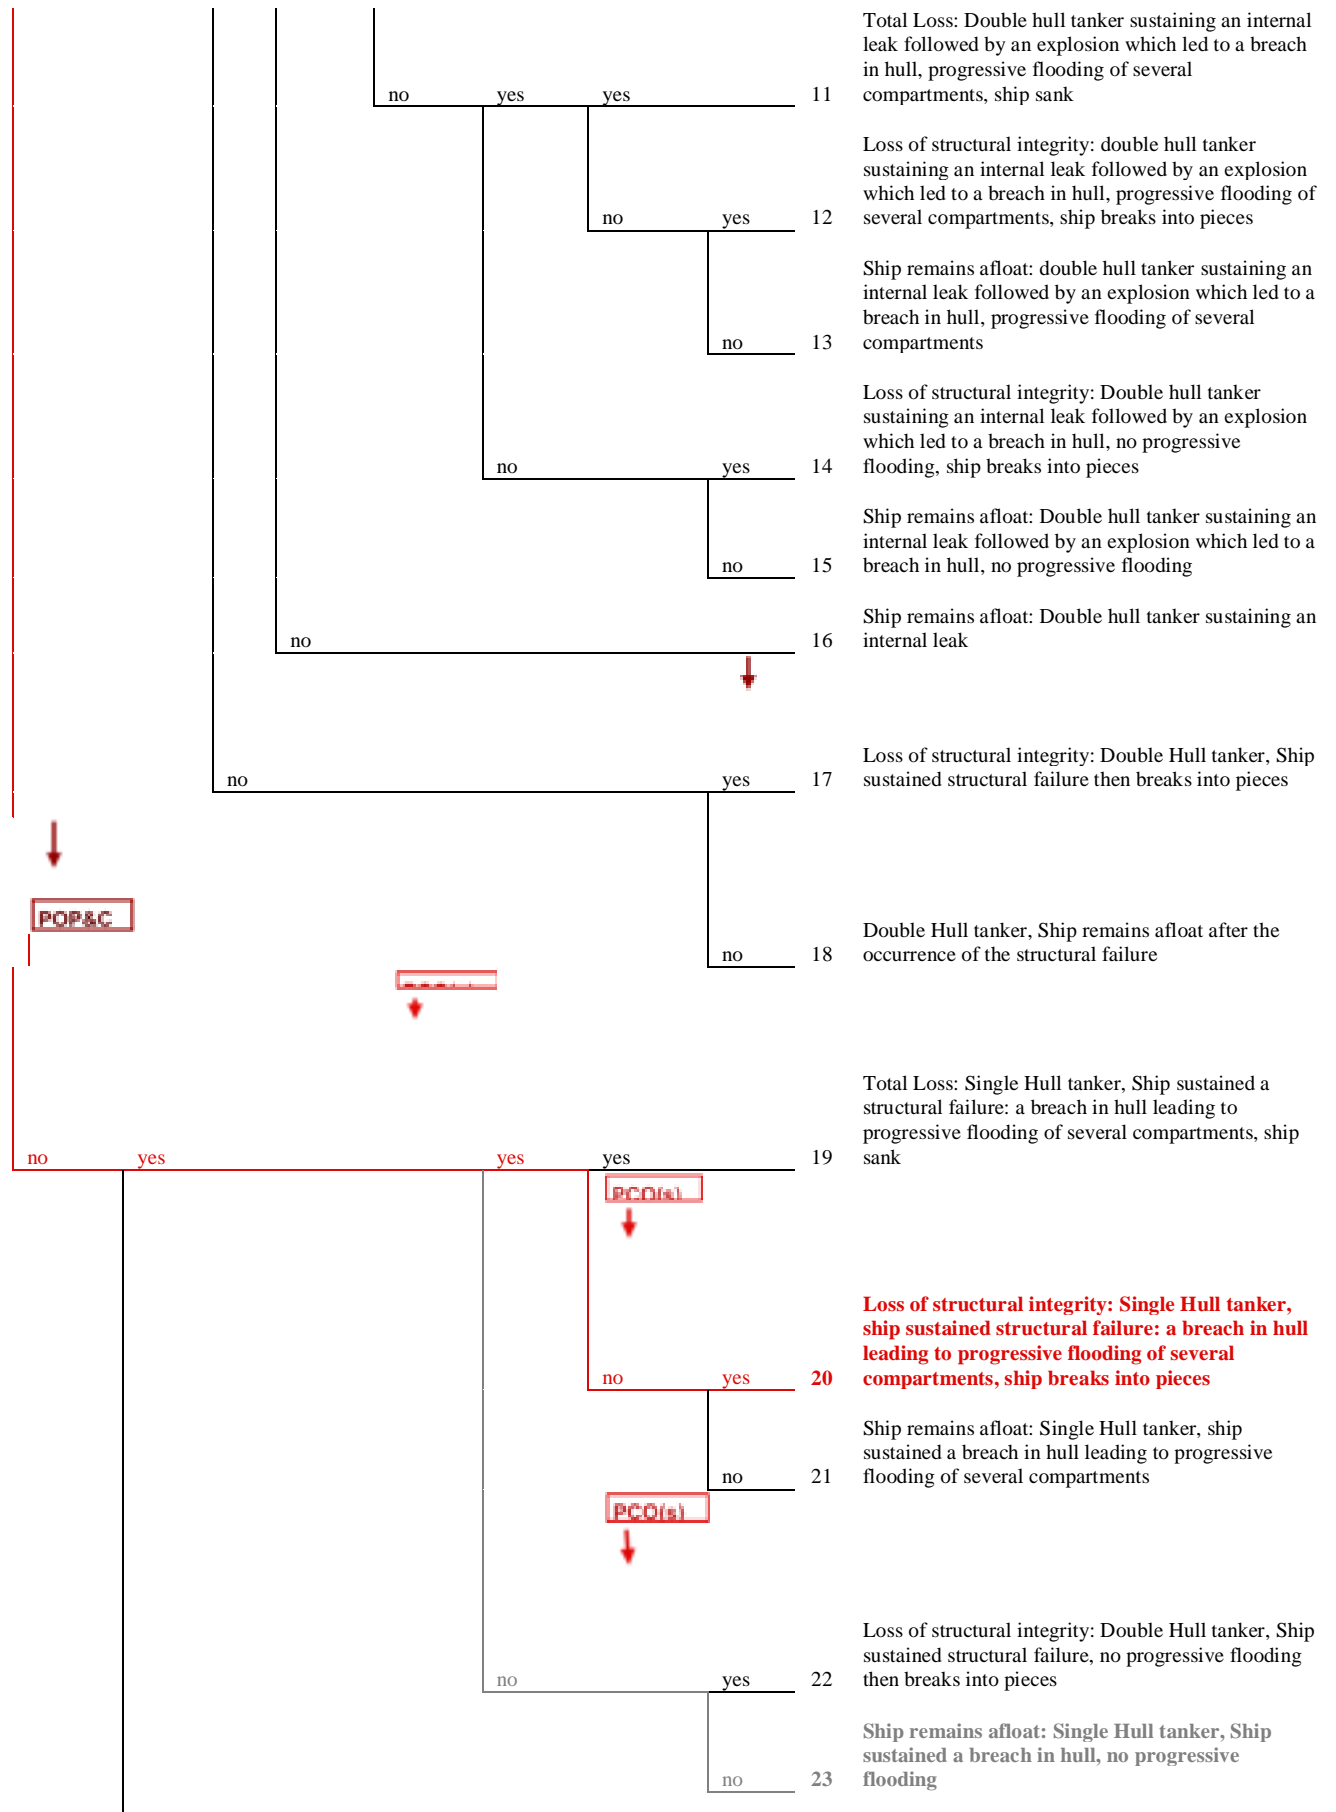 Total Loss: Double hull tanker sustaining an internal
leak followed by an explosion which led to a breach
in hull, progressive flooding of several
no yes yes 11 compartments, ship sank
Loss of structural integrity: double hull tanker
sustaining an internal leak followed by an explosion
which led to a breach in hull, progressive flooding of
no yes 12 several compartments, ship breaks into pieces
Ship remains afloat: double hull tanker sustaining an
internal leak followed by an explosion which led to a
breach in hull, progressive flooding of several
no 13 compartments
Loss of structural integrity: Double hull tanker
sustaining an internal leak followed by an explosion
which led to a breach in hull, no progressive
no yes 14 flooding, ship breaks into pieces
Ship remains afloat: Double hull tanker sustaining an
internal leak followed by an explosion which led to a
no 15 breach in hull, no progressive flooding
Ship remains afloat: Double hull tanker sustaining an
no 16 internal leak
Loss of structural integrity: Double Hull tanker, Ship
no yes 17 sustained structural failure then breaks into pieces
POP&C
Double Hull tanker, Ship remains afloat after the
no 18 occurrence of the structural failure
Total Loss: Single Hull tanker, Ship sustained a
structural failure: a breach in hull leading to
progressive flooding of several compartments, ship
no yes yes yes 19 sank
PCO(s)
Loss of structural integrity: Single Hull tanker,
ship sustained structural failure: a breach in hull
leading to progressive flooding of several
no yes 20 compartments, ship breaks into pieces
Ship remains afloat: Single Hull tanker, ship
sustained a breach in hull leading to progressive
no 21 flooding of several compartments
PCO(s)
Loss of structural integrity: Double Hull tanker, Ship
sustained structural failure, no progressive flooding
no yes 22 then breaks into pieces
Ship remains afloat: Single Hull tanker, Ship
sustained a breach in hull, no progressive
no 23 flooding